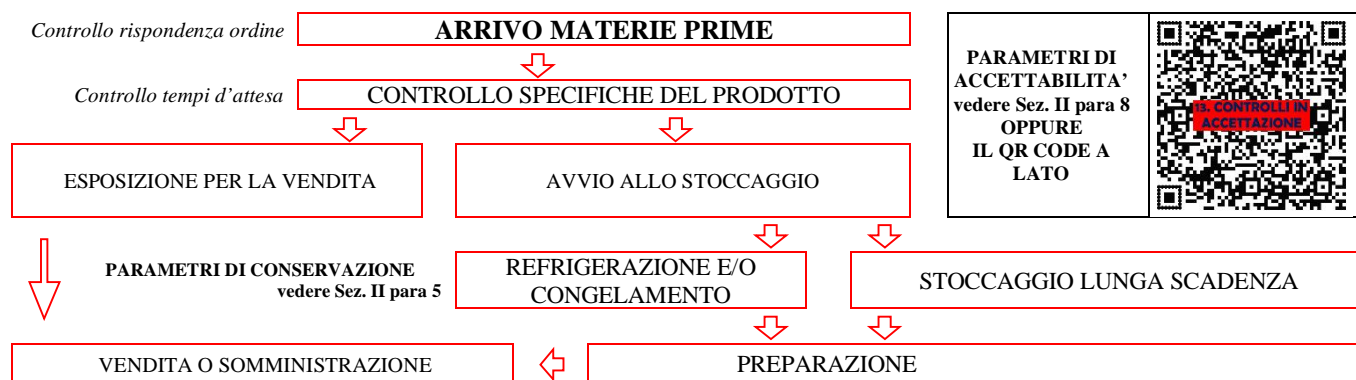 Controllo rispondenza ordine
ARRIVO MATERIE PRIME
Controllo tempi d'attesa
CONTROLLO SPECIFICHE DEL PRODOTTO
PARAMETRI DI
ACCETTABILITA’
vedere Sez. II para 8
OPPURE
IL QR CODE A
LATO
13. CONTROLLI IN
ACCETTAZIONE
ESPOSIZIONE PER LA VENDITA
AVVIO ALLO STOCCAGGIO
PARAMETRI DI CONSERVAZIONE
vedere Sez. II para 5
REFRIGERAZIONE E/O
CONGELAMENTO
STOCCAGGIO LUNGA SCADENZA
VENDITA O SOMMINISTRAZIONE
PREPARAZIONE